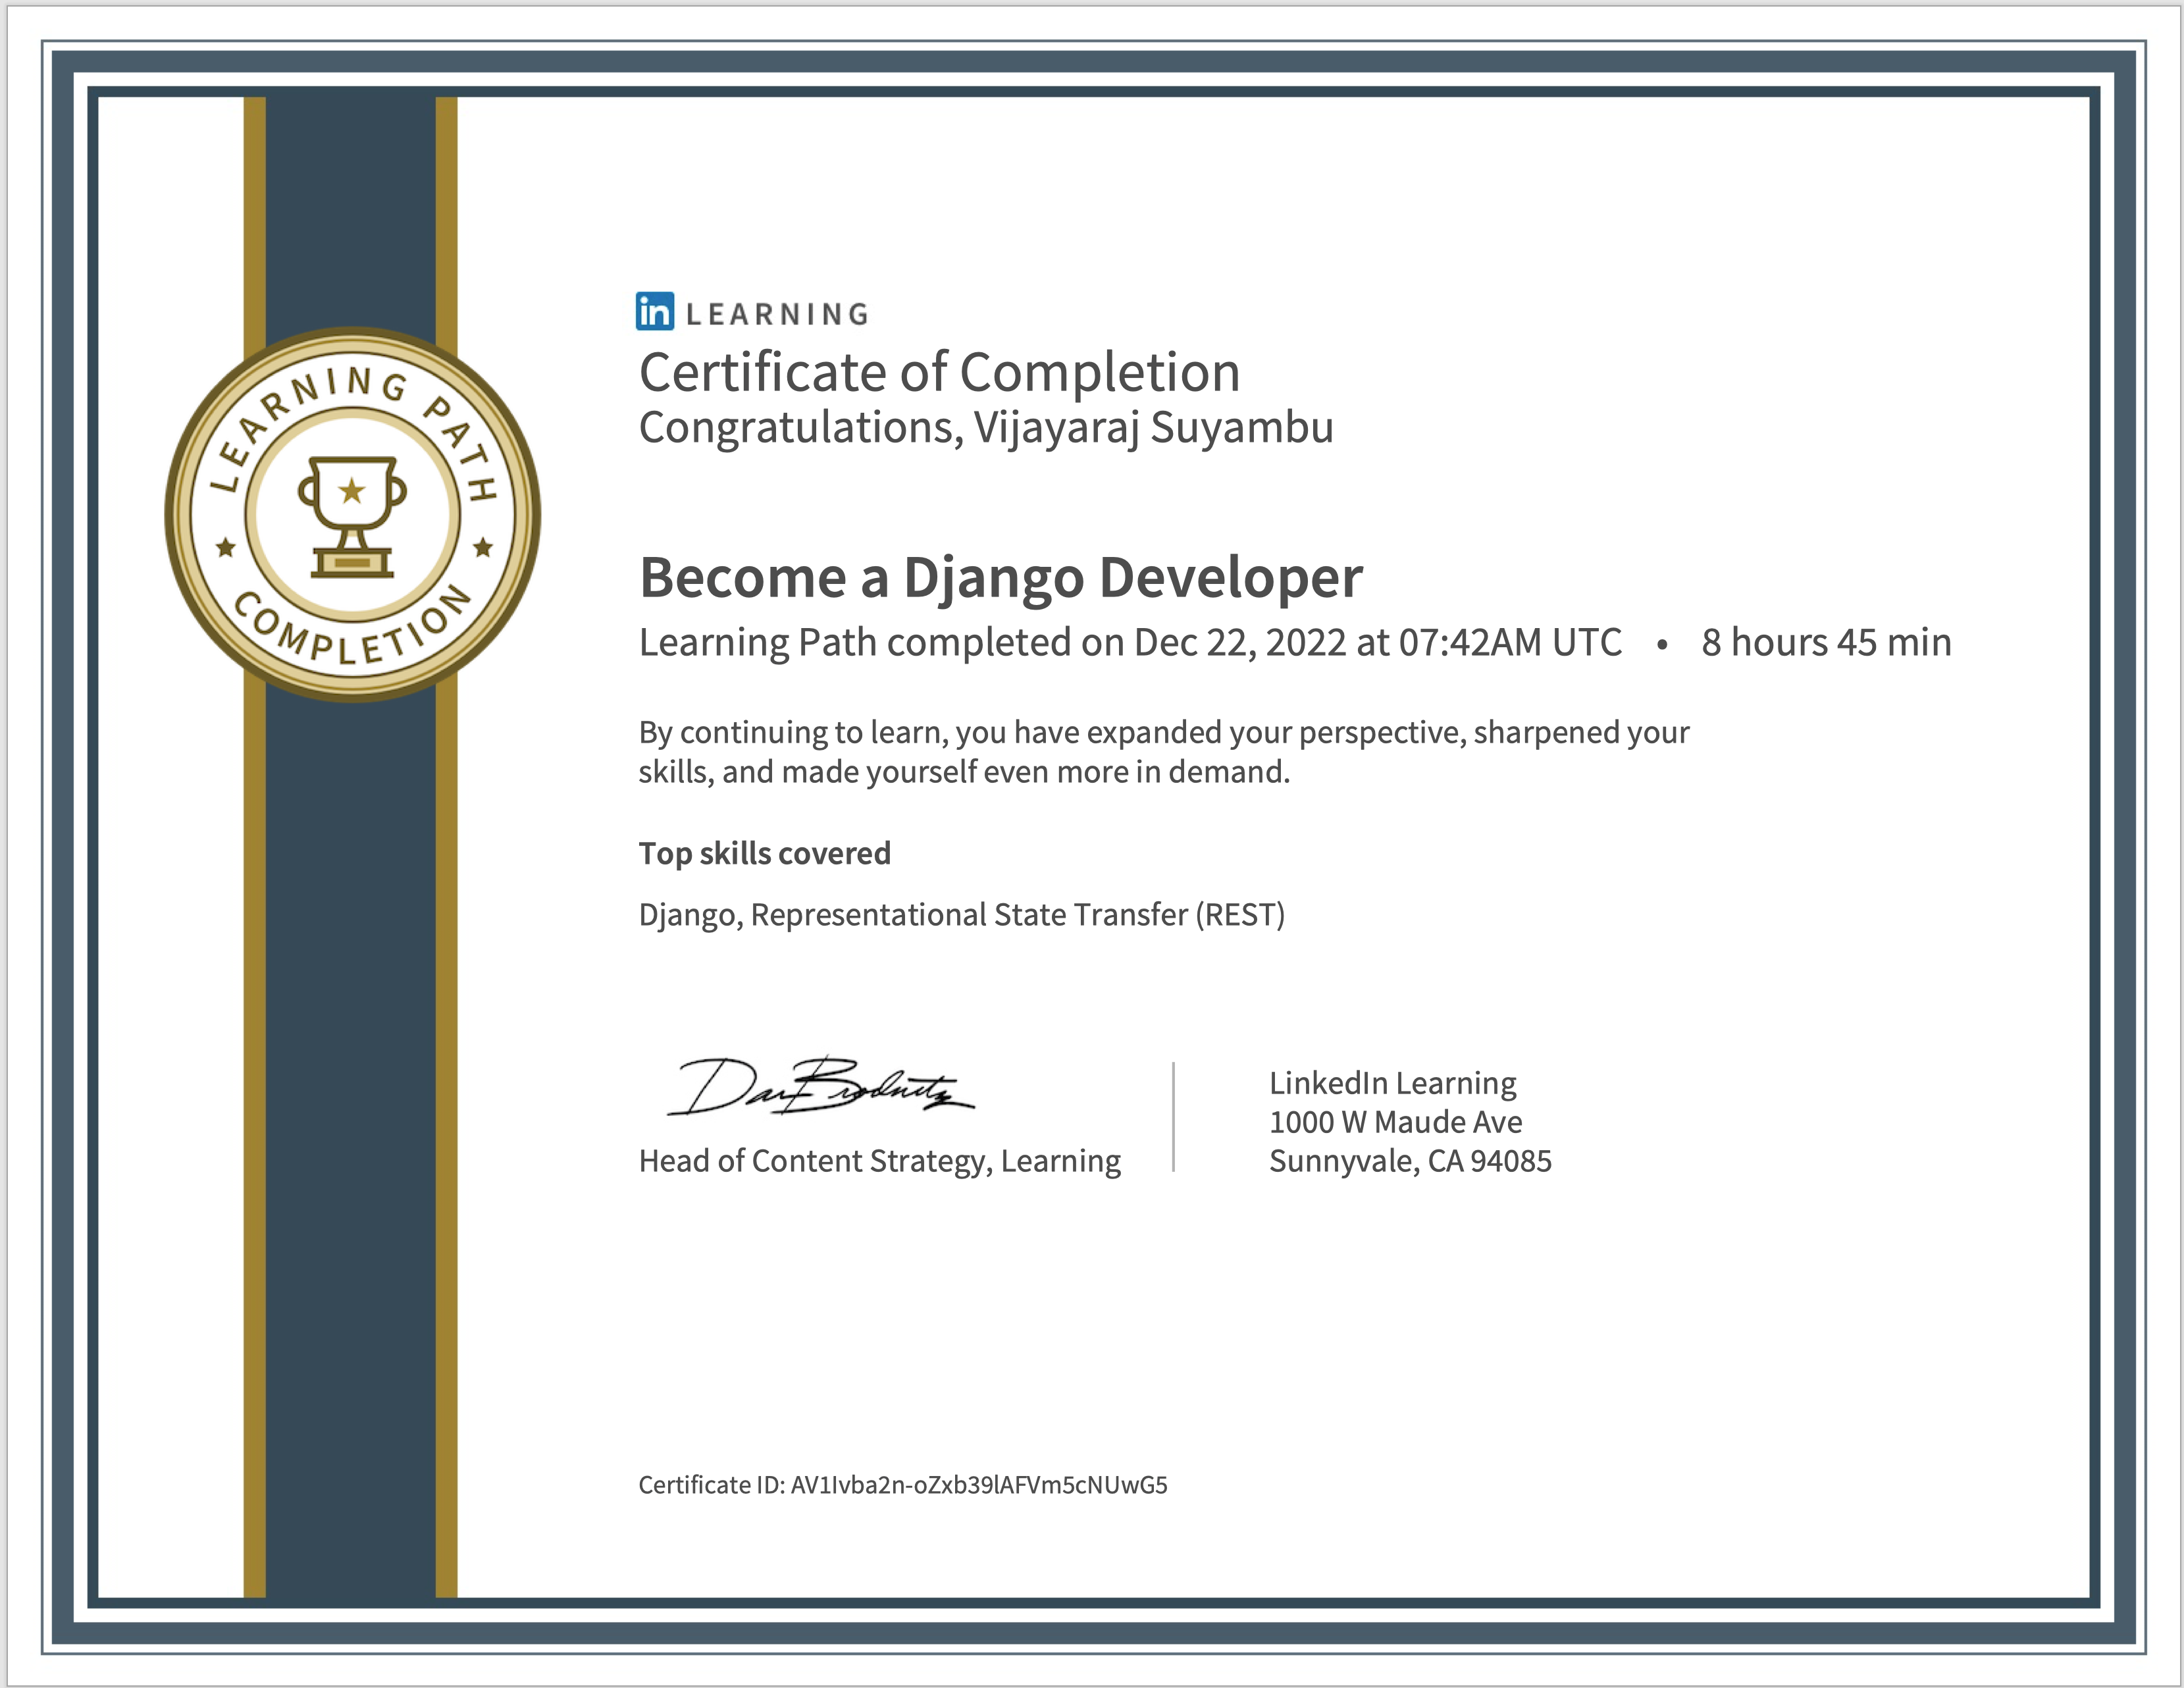 in LEARNING
Certificate of Completion
Congratulations, Vijayaraj Suyambu
LEARNING PATH
COMPLETION
Become a Django Developer
Learning Path completed on Dec 22, 2022 at 07:42AM UTC • 8 hours 45 min
By continuing to learn, you have expanded your perspective, sharpened your
skills, and made yourself even more in demand.
Top skills covered
Django, Representational State Transfer (REST)
Dan Brodnitz
Head of Content Strategy, Learning
LinkedIn Learning
1000 W Maude Ave
Sunnyvale, CA 94085
Certificate ID: AV1Ivba2n-oZxb39lAFVm5cNUwG5